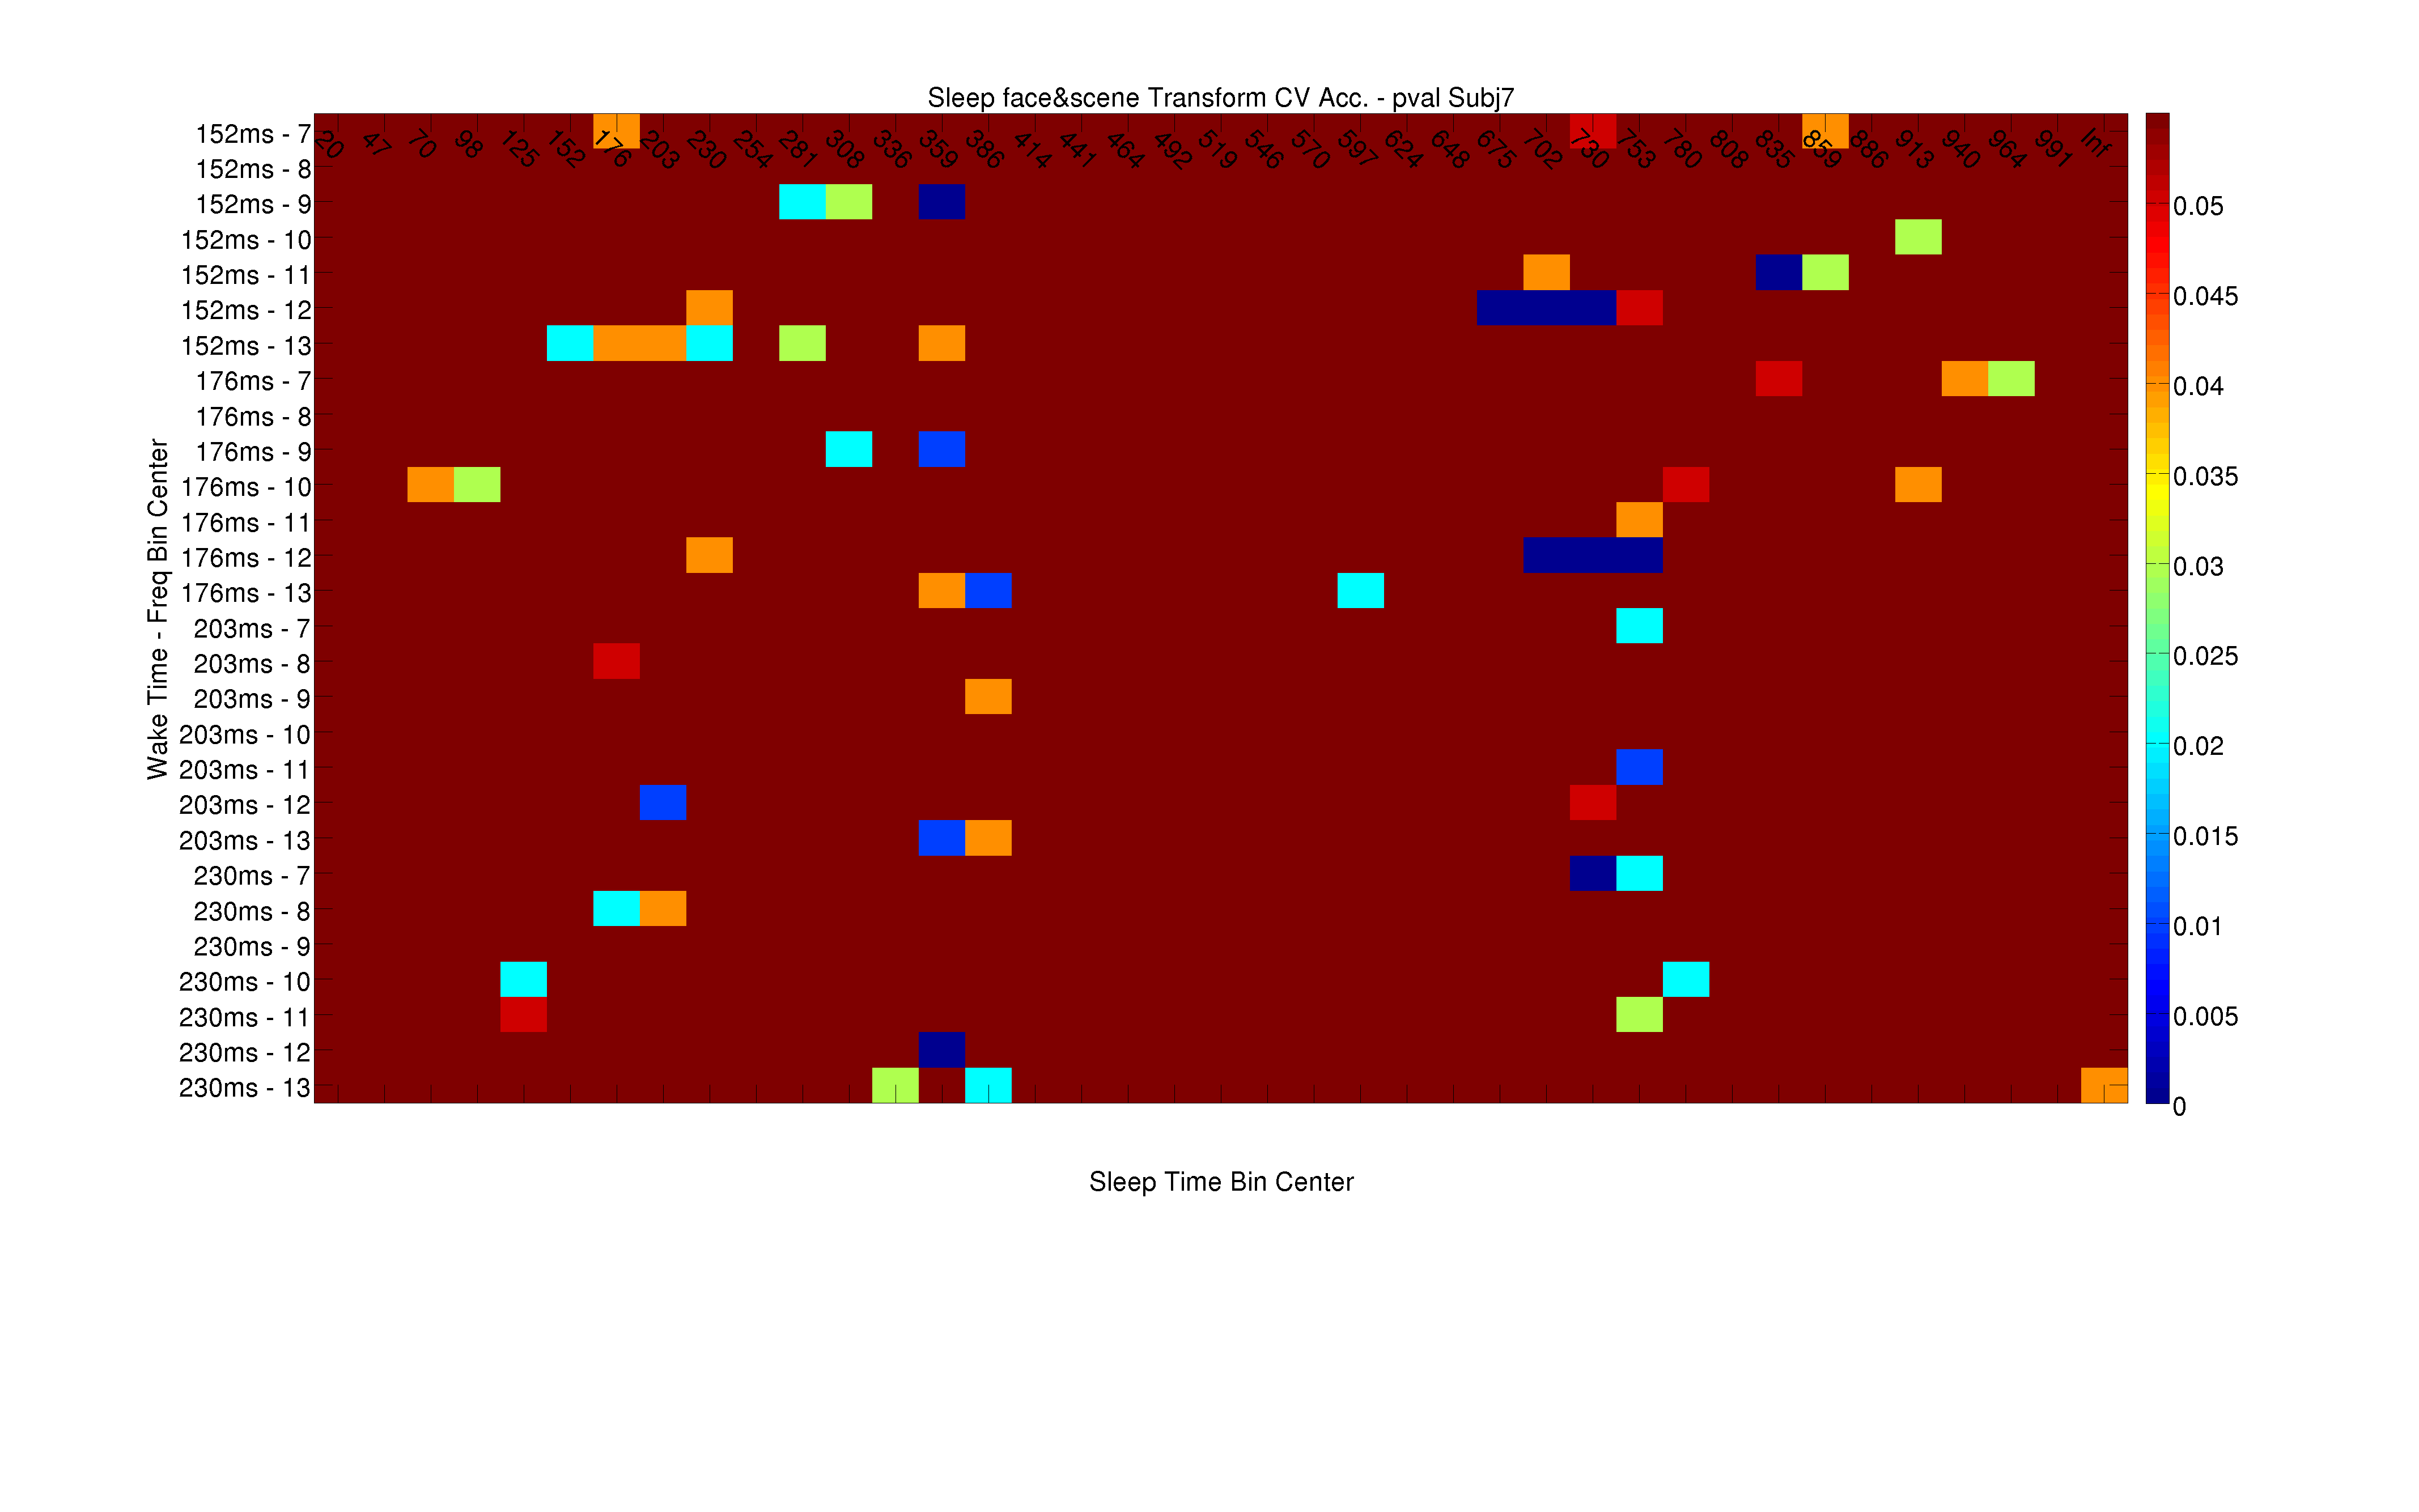 Sleep face&scene Transform CV Acc. - pval Subj7
20 47 70 98 125 152 176 203 230 254 281 308 336 359 386 414 441 464 492 519 546 570 597 624 648 675 702 730 753 780 808 835 859 886 913 940 964 991 Inf
152ms - 7
152ms - 8
152ms - 9
152ms - 10
152ms - 11
152ms - 12
152ms - 13
176ms - 7
176ms - 8
176ms - 9
176ms - 10
176ms - 11
176ms - 12
176ms - 13
203ms - 7
203ms - 8
203ms - 9
203ms - 10
203ms - 11
203ms - 12
203ms - 13
230ms - 7
230ms - 8
230ms - 9
230ms - 10
230ms - 11
230ms - 12
230ms - 13
Wake Time - Freq Bin Center
0.05
0.045
0.04
0.035
0.03
0.025
0.02
0.015
0.01
0.005
0
Sleep Time Bin Center